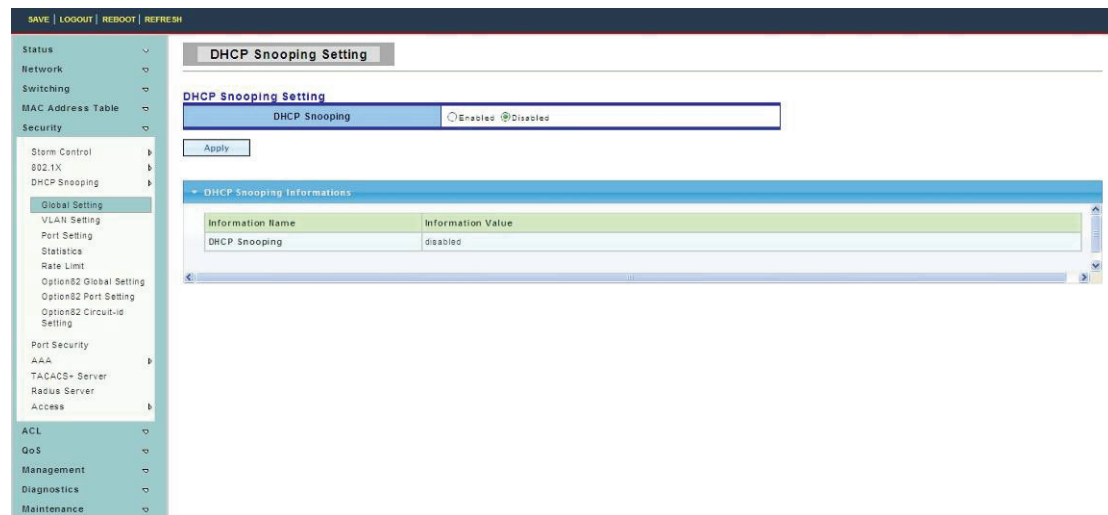 SAVE | LOGOUT | REBOOT | REFRESH
Status
Network
Switching
MAC Address Table
Security
Storm Control
802.1X
DHCP Snooping
Global Setting
VLAN Setting
Port Setting
Statistics
Rate Limit
Option82 Global Setting
Option82 Port Setting
Option82 Circuit-id
Setting
Port Security
AAA
TACACS+ Server
Radius Server
Access
ACL
QoS
Management
Diagnostics
Maintenance
DHCP Snooping Setting
DHCP Snooping Setting
DHCP Snooping Enabled Disabled
Apply
DHCP Snooping Informations
Information Name Information Value
DHCP Snooping disabled